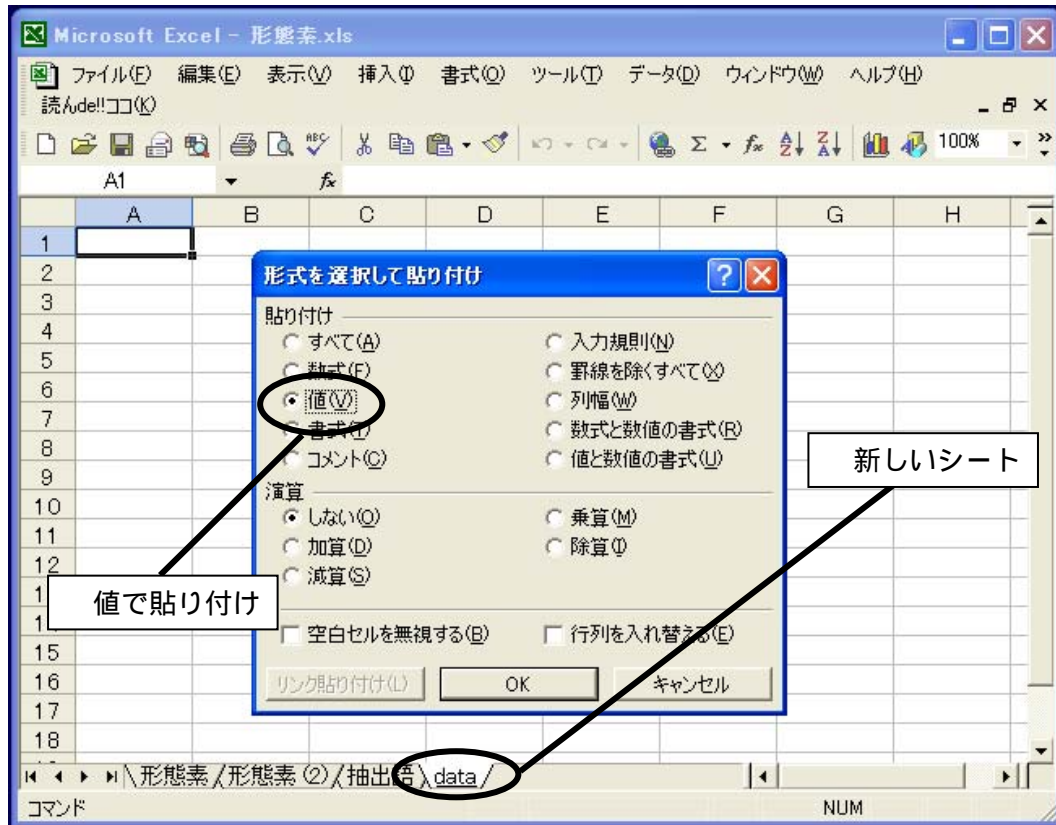 Microsoft Excel - 形態素.xls
ファイル(F) 編集(E) 表示(V) 挿入(I) 書式(O) ツール(T) データ(D) ウィンドウ(W) ヘルプ(H)
読んde!!ココ(K)
100%
A1 fx
A B C D E F G H
1
2
3
4
5
6
7
8
9
10
11
12
15
16
17
18
形式を選択して貼り付け
貼り付け
すべて(A) 入力規則(N)
数式(F) 罫線を除くすべて(X)
値(V) 列幅(W)
書式(T) 数式と数値の書式(R)
コメント(C) 値と数値の書式(U)
演算
しない(O) 乗算(M)
加算(D) 除算(I)
減算(S)
空白セルを無視する(B) 行列を入れ替える(E)
リンク貼り付け(L) OK キャンセル
新しいシート
値で貼り付け
形態素 形態素 (2) 抽出語 data
コマンド NUM